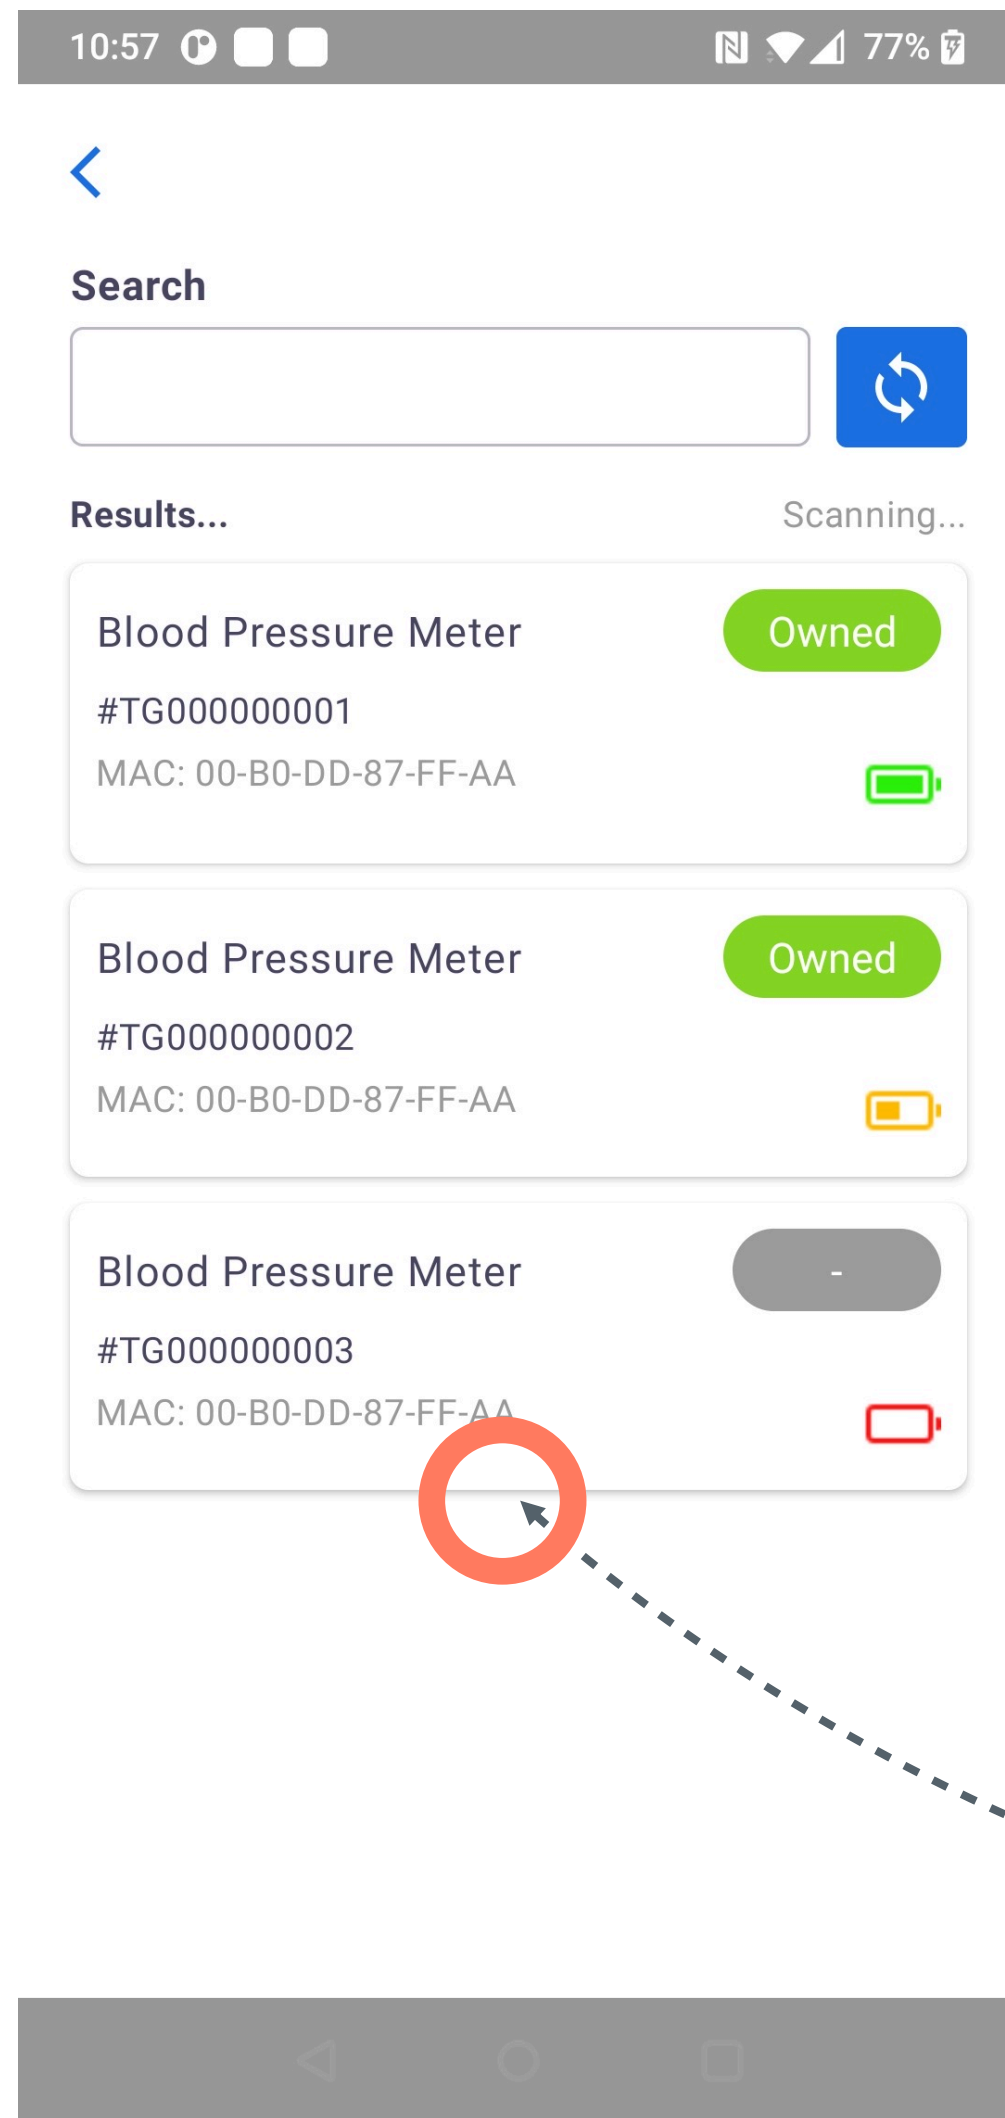 10:57 77%
Search
Results... Scanning...
Blood Pressure Meter Owned
#TG000000001
MAC: 00-B0-DD-87-FF-AA
Blood Pressure Meter Owned
#TG000000002
MAC: 00-B0-DD-87-FF-AA
Blood Pressure Meter -
#TG000000003
MAC: 00-B0-DD-87-FF-AA